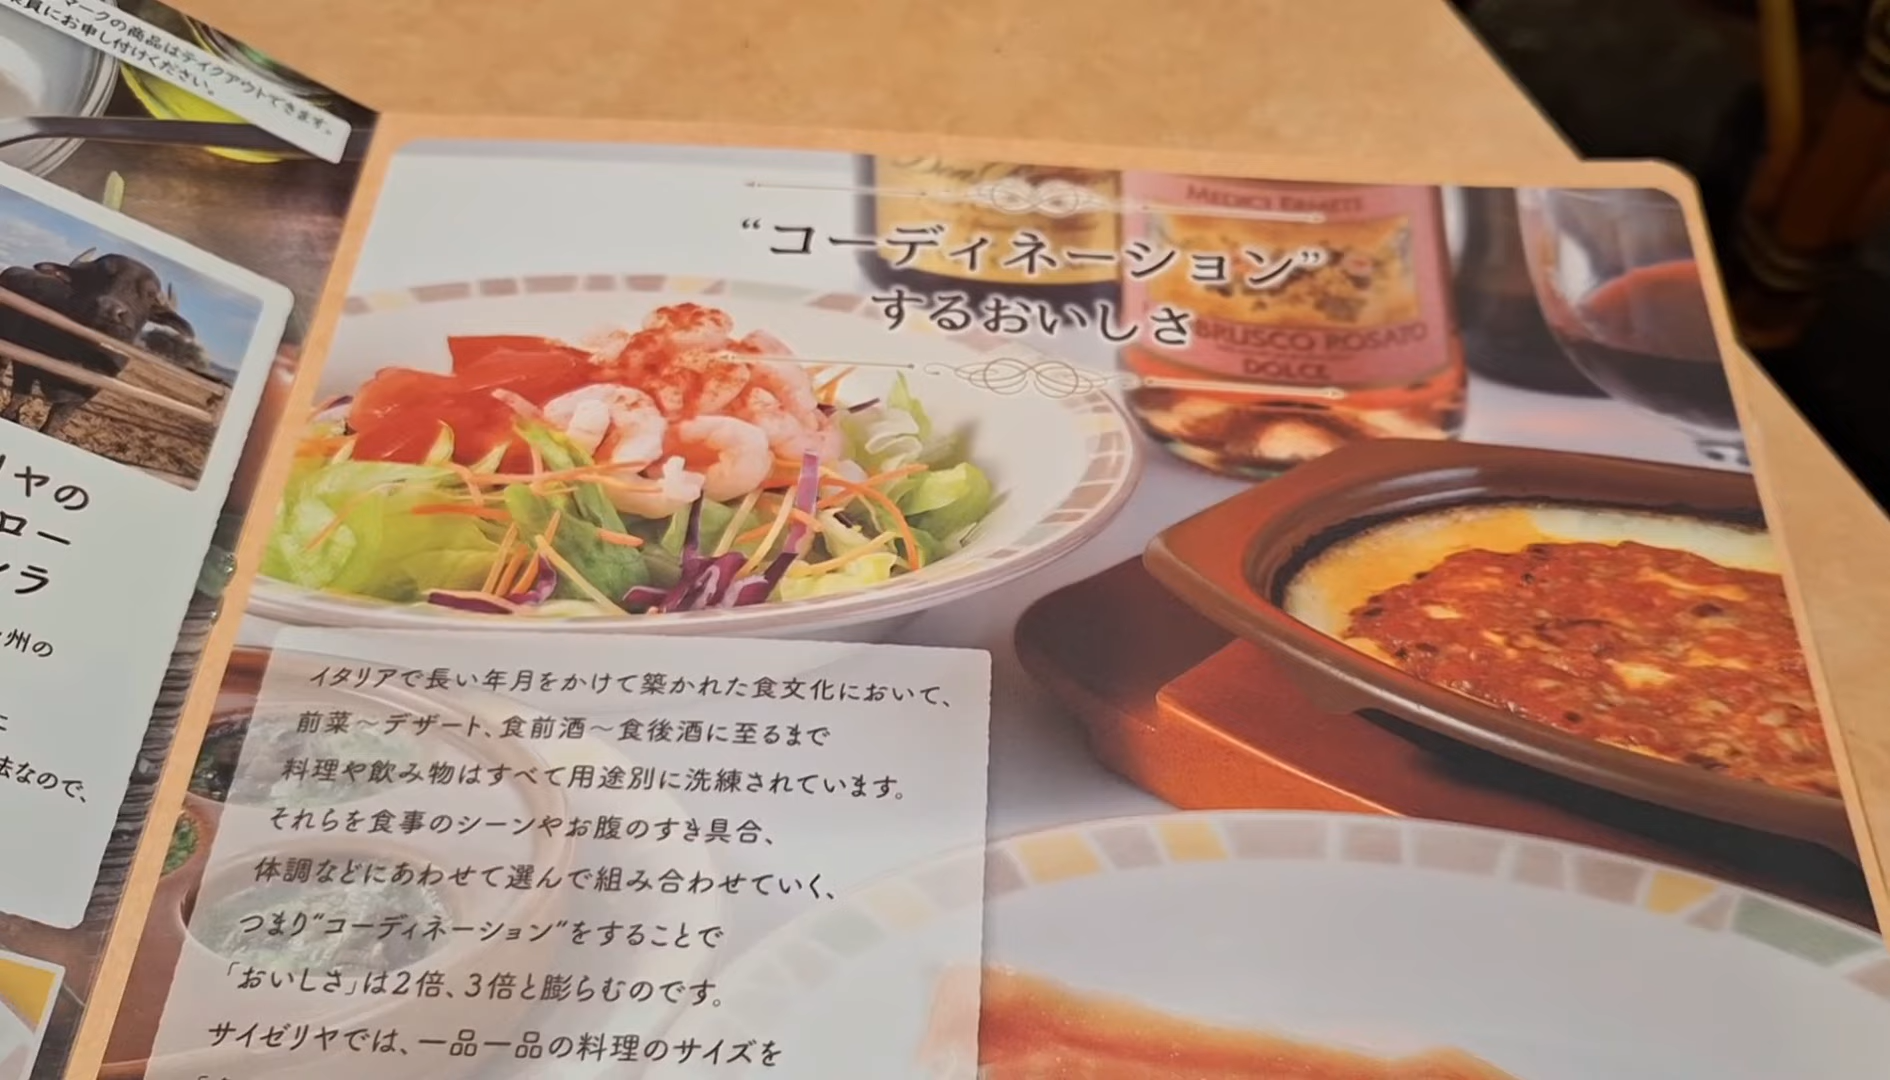 マークの商品はテイクアウトできます。
にお申し付けください。
ヤの
ロー
ラ
州の
法なので、
“コーディネーション”
するおいしさ
MEDICI ERMETE
BRUSCO ROSATO
DOLCE
イタリアで長い年月をかけて築かれた食文化において、
前菜～デザート、食前酒～食後酒に至るまで
料理や飲み物はすべて用途別に洗練されています。
それらを食事のシーンやお腹のすき具合、
体調などにあわせて選んで組み合わせていく、
つまり“コーディネーション”をすることで
「おいしさ」は2倍、3倍と膨らむのです。
サイゼリヤでは、一品一品の料理のサイズを